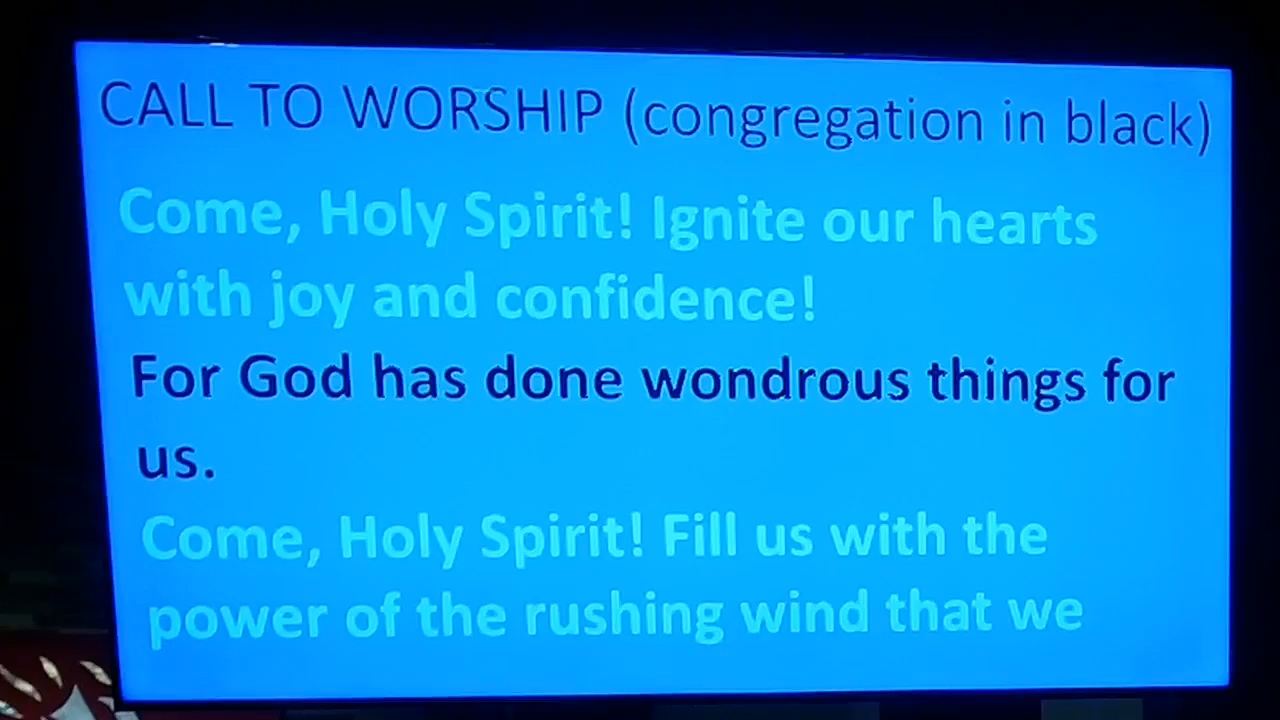 CALL TO WORSHIP (congregation in black)
Come, Holy Spirit! Ignite our hearts
with joy and confidence!
For God has done wondrous things for
us.
Come, Holy Spirit! Fill us with the
power of the rushing wind that we